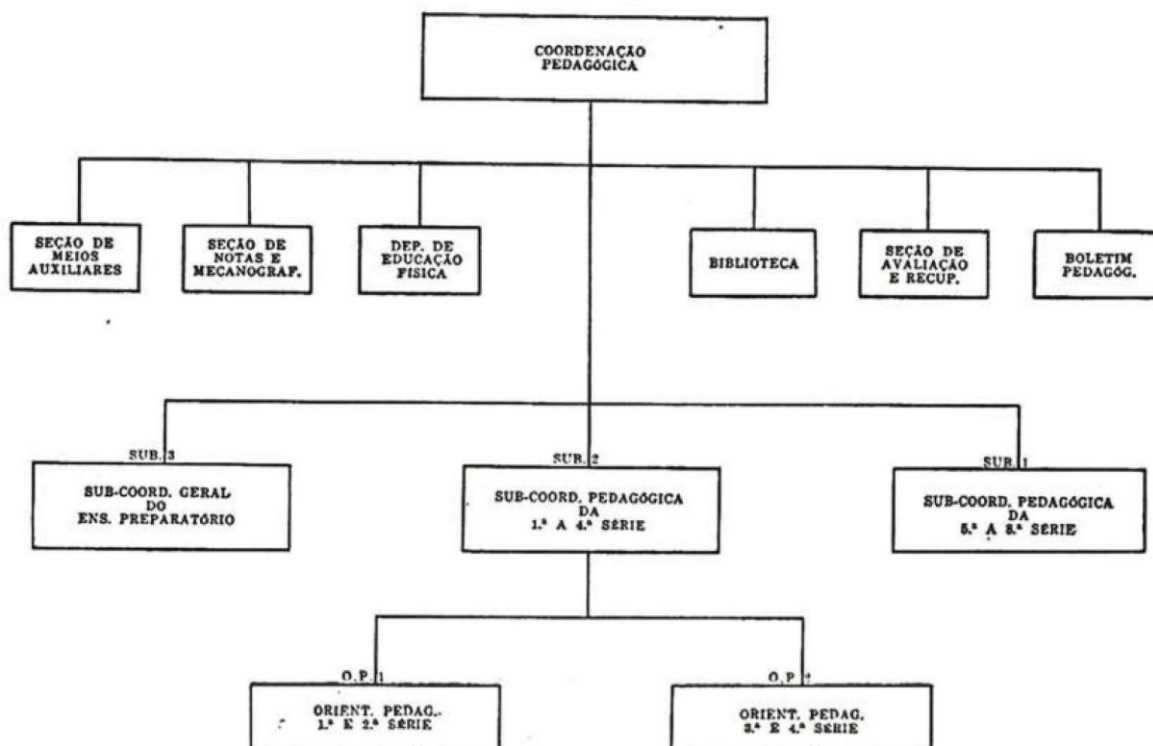 COORDENAÇÃO
PEDAGÓGICA
SEÇÃO DE
MEIOS
AUXILIARES
SEÇÃO DE
NOTAS E
MECANOGRAF.
DEP. DE
EDUCAÇÃO
FISICA
BIBLIOTECA
SEÇÃO DE
AVALIAÇÃO
E RECUP.
BOLETIM
PEDAGÓG.
SUB. 3
SUB-COORD. GERAL
DO
ENS. PREPARATÓRIO
SUB. 2
SUB-COORD. PEDAGÓGICA
DA
1.ª A 4.ª SÉRIE
SUB. 1
SUB-COORD. PEDAGÓGICA
DA
5.ª A 8.ª SÉRIE
O.P. 1
ORIENT. PEDAG.
1.ª E 2.ª SÉRIE
O.P.
ORIENT. PEDAG.
3.ª E 4.ª SÉRIE